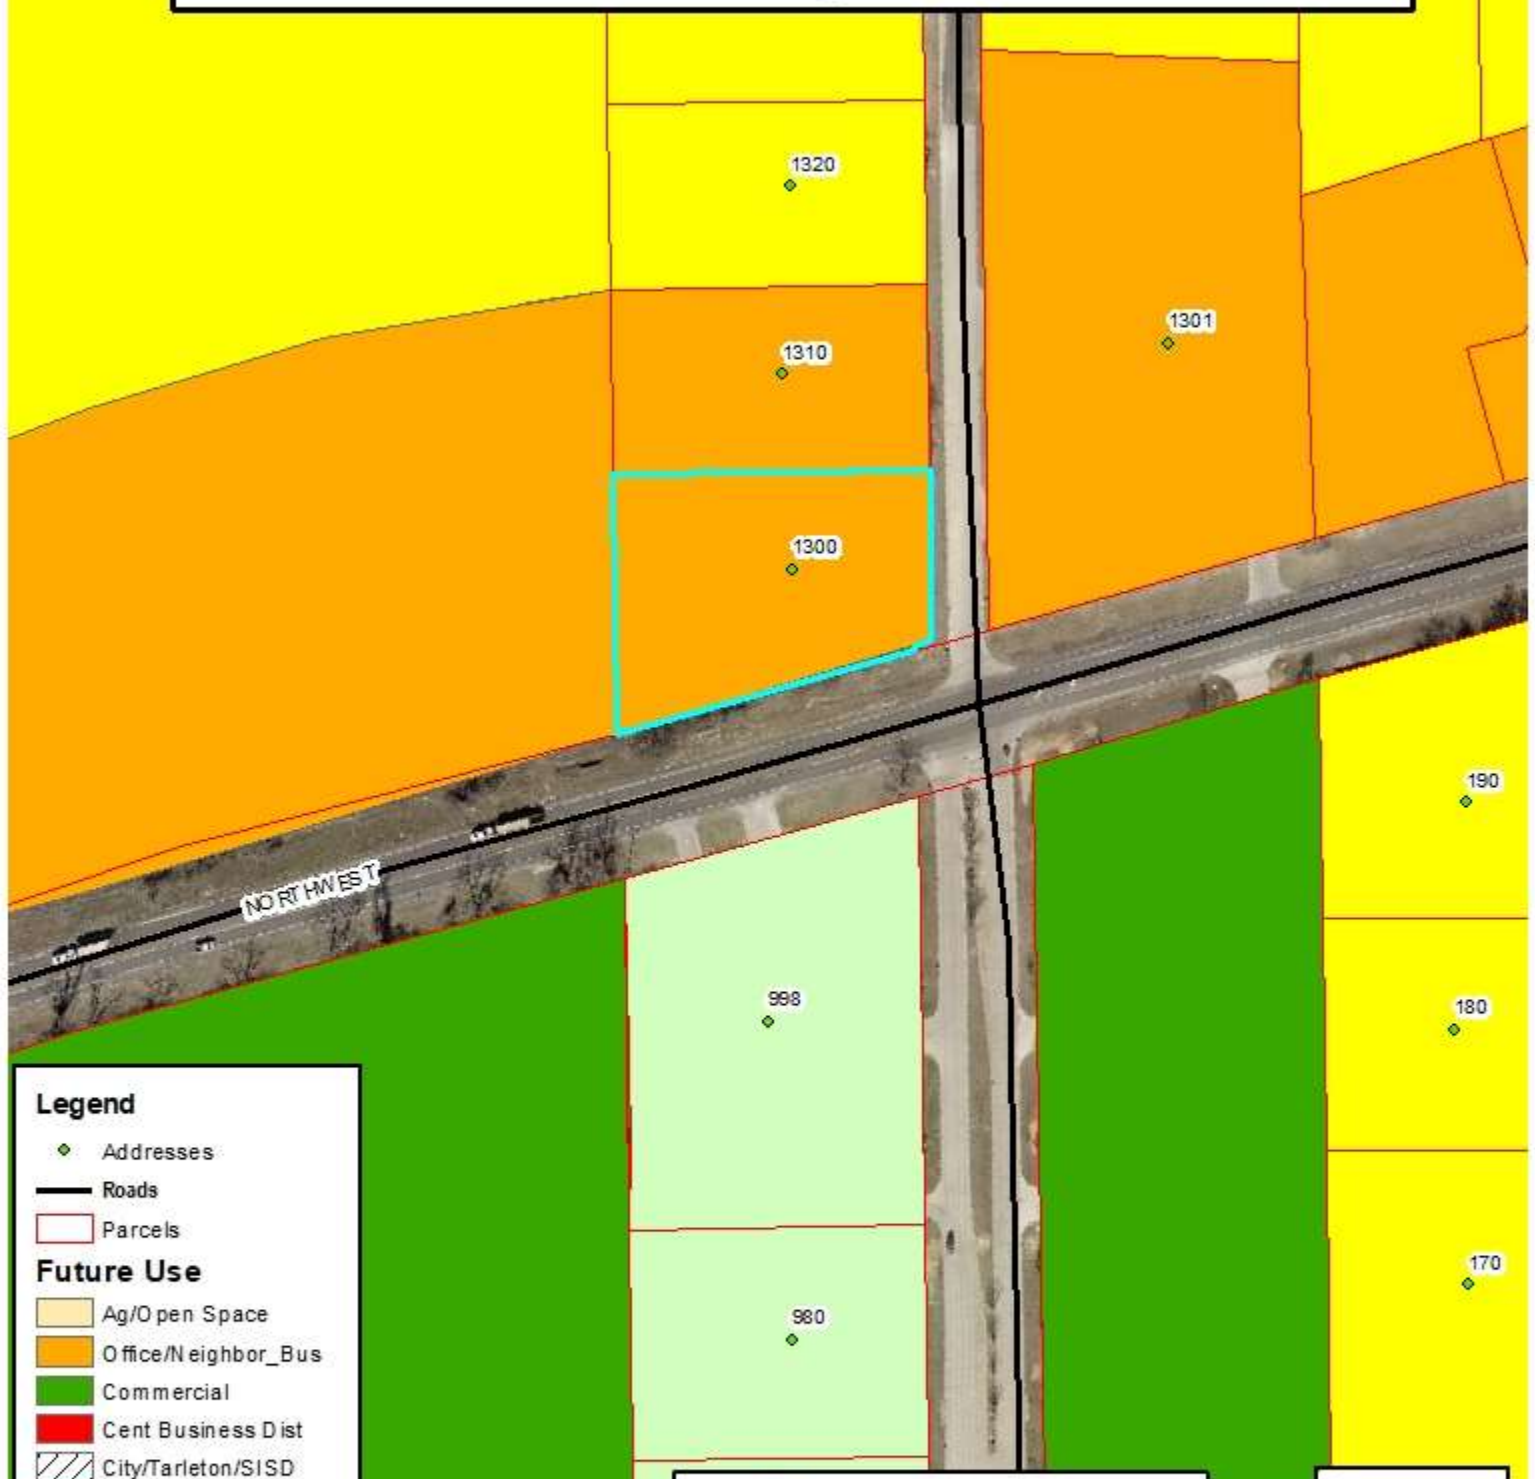 1320
1310
1301
1300
190
NORTHWEST
998
180
980
170
Legend
Addresses
Roads
Parcels
Future Use
Ag/Open Space
Office/Neighbor_Bus
Commercial
Cent Business Dist
City/Tarleton/SISD